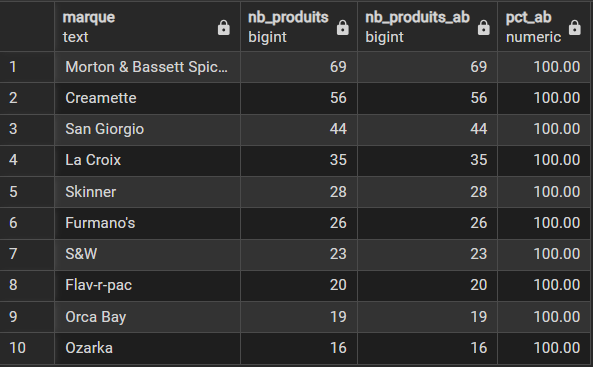 marque nb_produits nb_produits_ab pct_ab
text bigint bigint numeric
1 Morton & Bassett Spic... 69 69 100.00
2 Creamette 56 56 100.00
3 San Giorgio 44 44 100.00
4 La Croix 35 35 100.00
5 Skinner 28 28 100.00
6 Furmano's 26 26 100.00
7 S&W 23 23 100.00
8 Flav-r-pac 20 20 100.00
9 Orca Bay 19 19 100.00
10 Ozarka 16 16 100.00